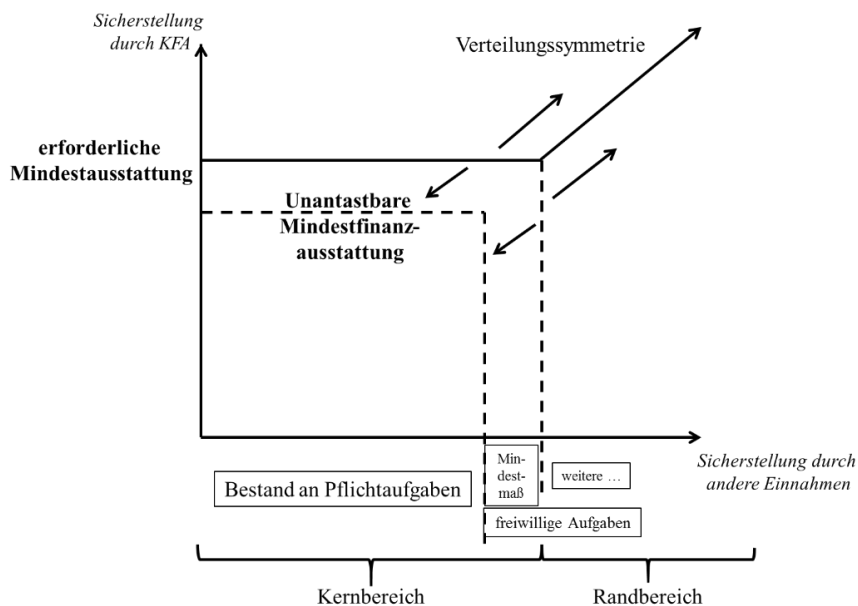 Sicherstellung
durch KFA
Verteilungssymmetrie
erforderliche
Mindestausstattung
Unantastbare
Mindestfinanz-
ausstattung
Sicherstellung durch
andere Einnahmen
Bestand an Pflichtaufgaben
Min-
dest-
maß
weitere ...
freiwillige Aufgaben
Kernbereich
Randbereich